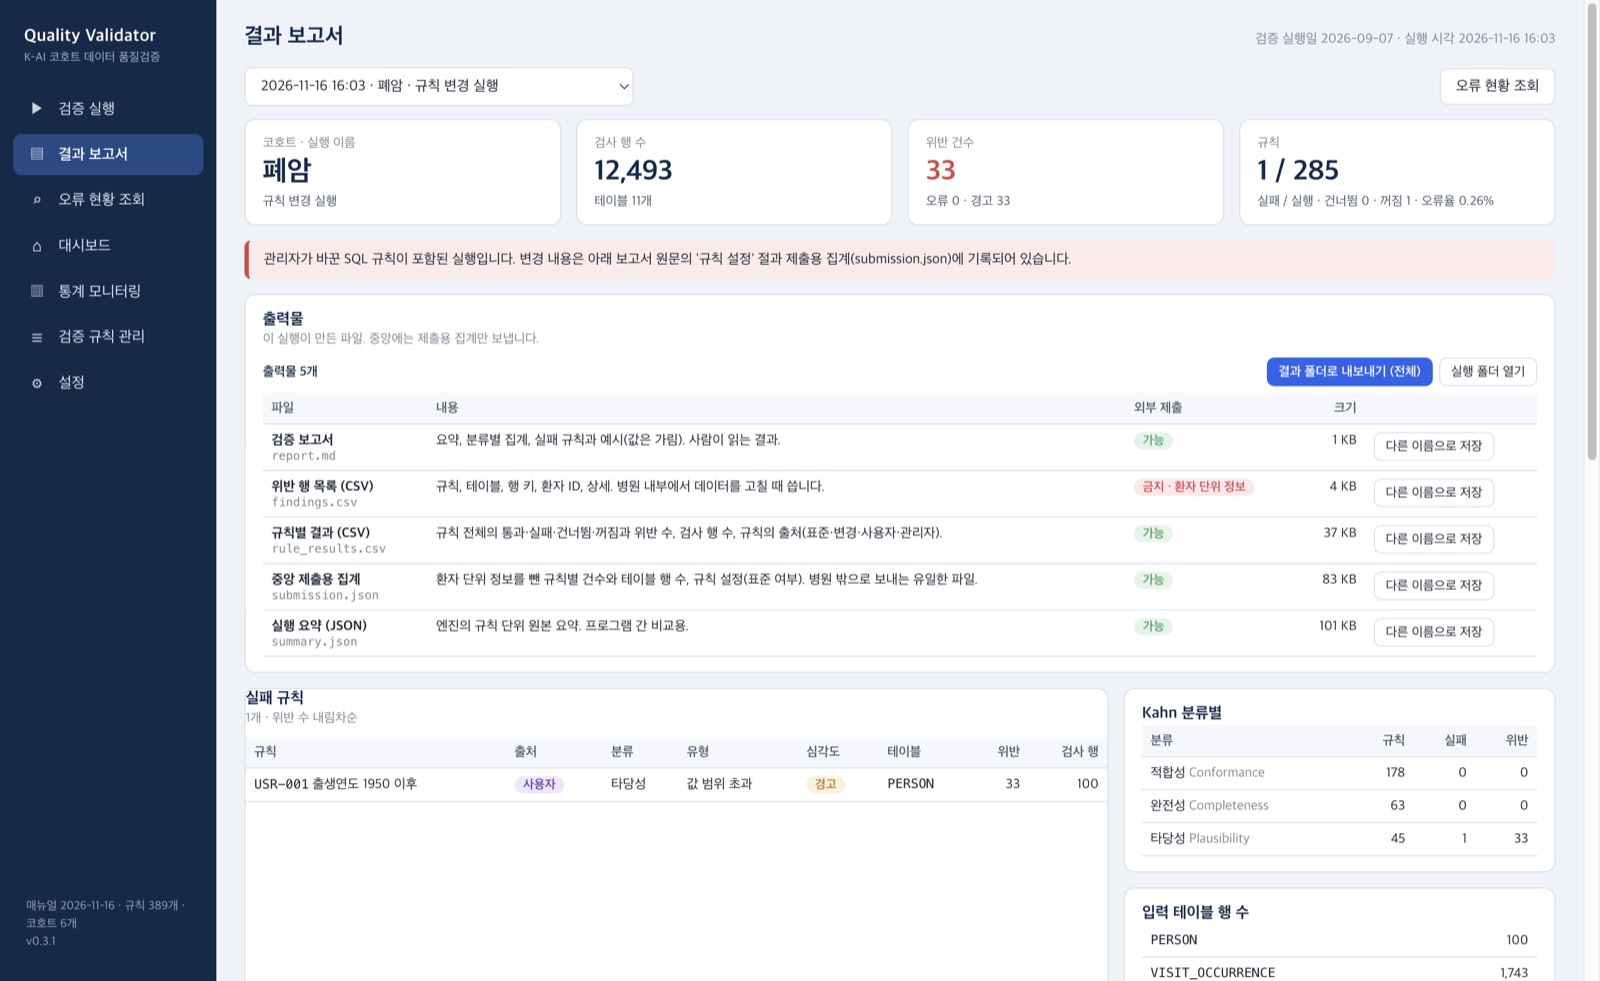 Quality Validator
K-AI 코호트 데이터 품질검증
검증 실행
결과 보고서
오류 현황 조회
대시보드
통계 모니터링
검증 규칙 관리
설정
매뉴얼 2026-11-16 · 규칙 389개 ·
코호트 6개
v0.3.1
결과 보고서
검증 실행일 2026-09-07 · 실행 시각 2026-11-16 16:03
2026-11-16 16:03 · 폐암 · 규칙 변경 실행
오류 현황 조회
코호트 · 실행 이름
폐암
규칙 변경 실행
검사 행 수
12,493
테이블 11개
위반 건수
33
오류 0 · 경고 33
규칙
1 / 285
실패 / 실행 · 건너뜀 0 · 꺼짐 1 · 오류율 0.26%
관리자가 바꾼 SQL 규칙이 포함된 실행입니다. 변경 내용은 아래 보고서 원문의 '규칙 설정' 절과 제출용 집계(submission.json)에 기록되어 있습니다.
출력물
이 실행이 만든 파일. 중앙에는 제출용 집계만 보냅니다.
출력물 5개
결과 폴더로 내보내기 (전체)
실행 폴더 열기
파일 내용 외부 제출 크기
검증 보고서 요약, 분류별 집계, 실패 규칙과 예시(값은 가림). 사람이 읽는 결과. 가능 1 KB 다른 이름으로 저장
report.md
위반 행 목록 (CSV) 규칙, 테이블, 행 키, 환자 ID, 상세. 병원 내부에서 데이터를 고칠 때 씁니다. 금지 · 환자 단위 정보 4 KB 다른 이름으로 저장
findings.csv
규칙별 결과 (CSV) 규칙 전체의 통과·실패·건너뜀·꺼짐과 위반 수, 검사 행 수, 규칙의 출처(표준·변경·사용자·관리자). 가능 37 KB 다른 이름으로 저장
rule_results.csv
중앙 제출용 집계 환자 단위 정보를 뺀 규칙별 건수와 테이블 행 수, 규칙 설정(표준 여부). 병원 밖으로 보내는 유일한 파일. 가능 83 KB 다른 이름으로 저장
submission.json
실행 요약 (JSON) 엔진의 규칙 단위 원본 요약. 프로그램 간 비교용. 가능 101 KB 다른 이름으로 저장
summary.json
실패 규칙
1개 · 위반 수 내림차순
규칙 출처 분류 유형 심각도 테이블 위반 검사 행
USR-001 출생연도 1950 이후 사용자 타당성 값 범위 초과 경고 PERSON 33 100
Kahn 분류별
분류 규칙 실패 위반
적합성 Conformance 178 0 0
완전성 Completeness 63 0 0
타당성 Plausibility 45 1 33
입력 테이블 행 수
PERSON 100
VISIT_OCCURRENCE 1,743